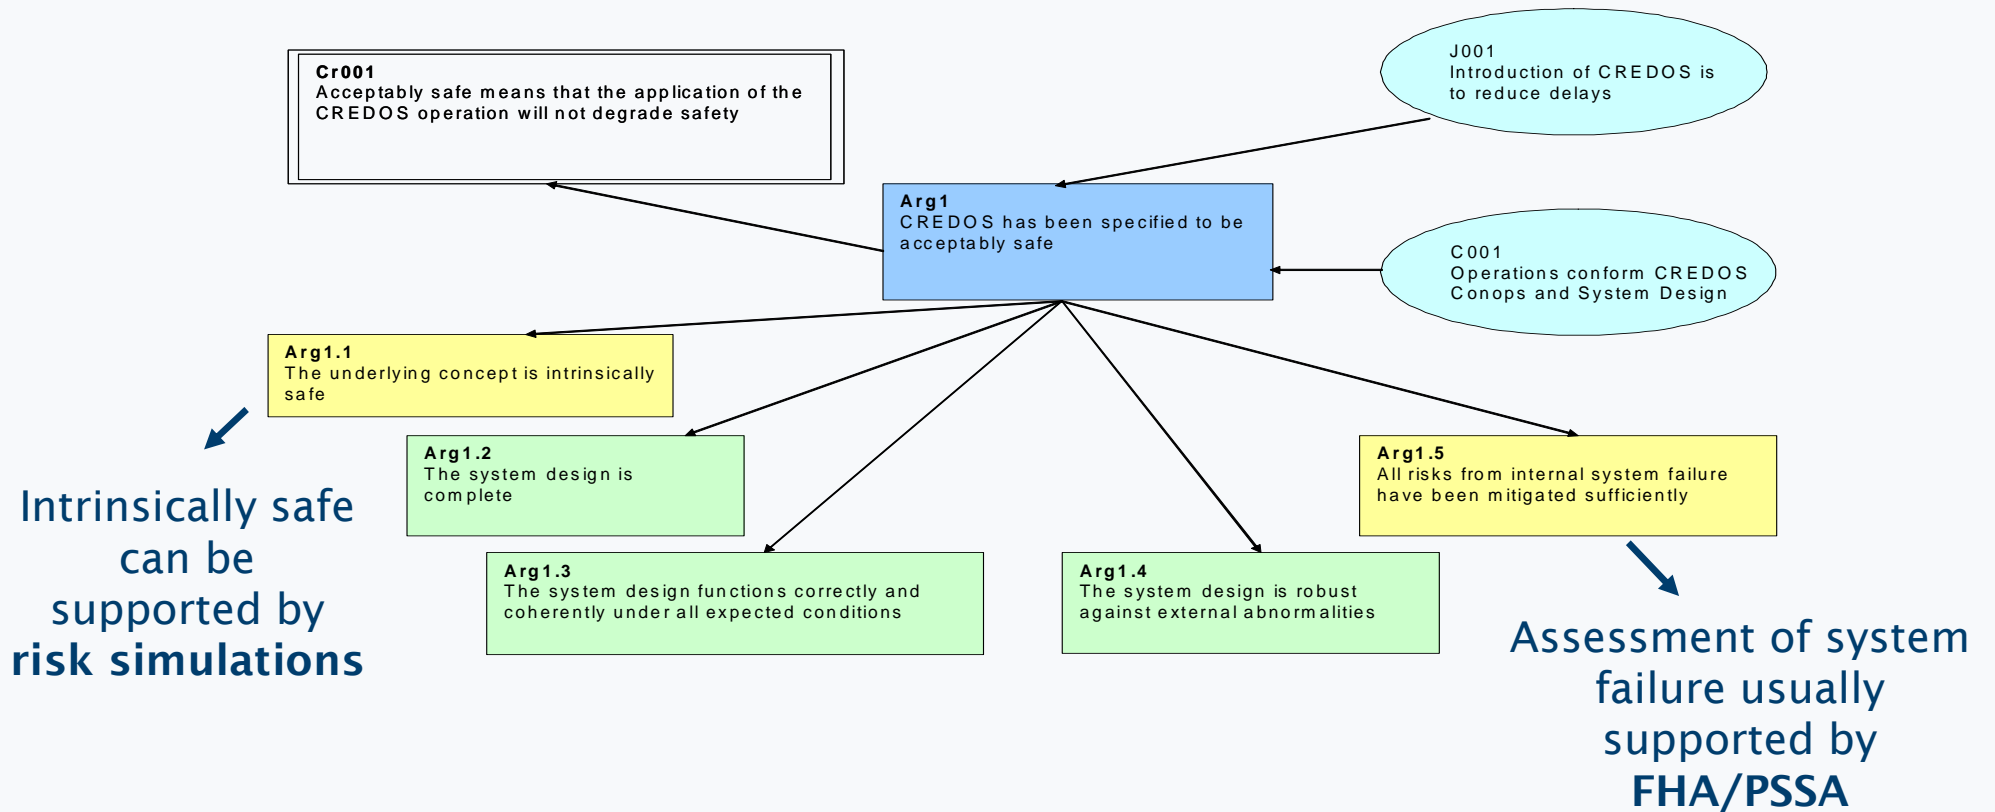 Cr001
Acceptably safe means that the application of the
CREDOS operation will not degrade safety
J001
Introduction of CREDOS is
to reduce delays
Arg1
CREDOS has been specified to be
acceptably safe
C001
Operations conform CREDOS
Conops and System Design
Arg1.1
The underlying concept is intrinsically
safe
Arg1.2
The system design is
complete
Arg1.5
All risks from internal system failure
have been mitigated sufficiently
Arg1.3
The system design functions correctly and
coherently under all expected conditions
Arg1.4
The system design is robust
against external abnormalities
Intrinsically safe
can be
supported by
risk simulations
Assessment of system
failure usually
supported by
FHA/PSSA